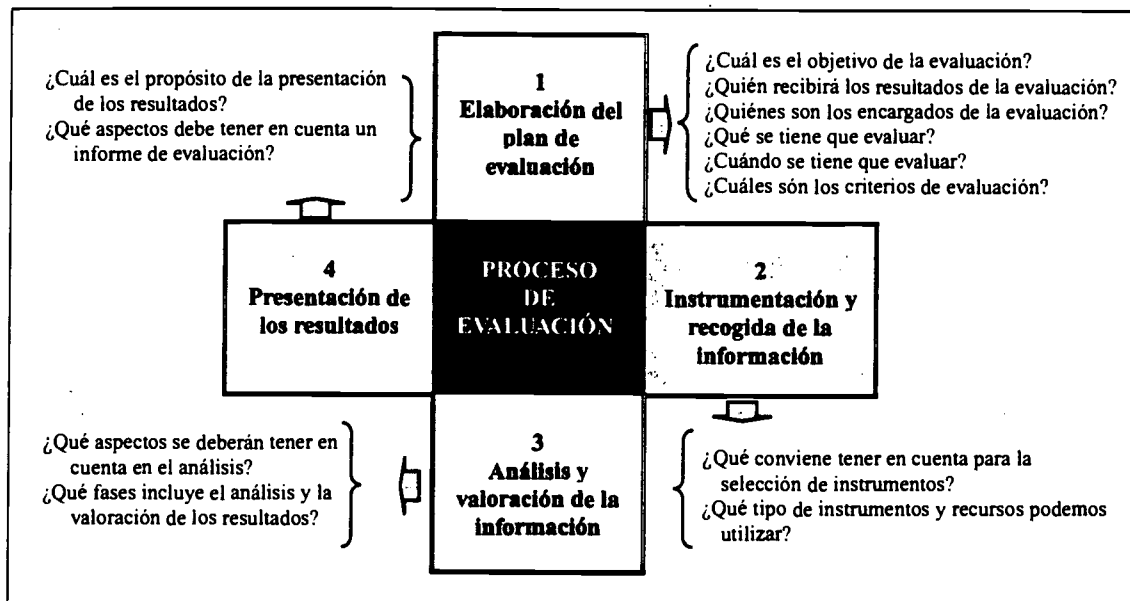 ¿Cuál es el propósito de la presentación
de los resultados?
¿Qué aspectos debe tener en cuenta un
informe de evaluación?
1
Elaboración del
plan de
evaluación
¿Cuál es el objetivo de la evaluación?
¿Quién recibirá los resultados de la evaluación?
¿Quiénes son los encargados de la evaluación?
¿Qué se tiene que evaluar?
¿Cuándo se tiene que evaluar?
¿Cuáles són los criterios de evaluación?
4
Presentación de
los resultados
PROCESO
DE
EVALUACIÓN
2
Instrumentación y
recogida de la
información
¿Qué aspectos se deberán tener en
cuenta en el análisis?
¿Qué fases incluye el análisis y la
valoración de los resultados?
3
Análisis y
valoración de la
información
¿Qué conviene tener en cuenta para la
selección de instrumentos?
¿Qué tipo de instrumentos y recursos podemos
utilizar?